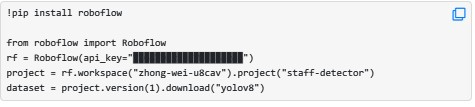 !pip install roboflow
from roboflow import Roboflow
rf = Roboflow(api_key="███████████████████")
project = rf.workspace("zhong-wei-u8cav").project("staff-detector")
dataset = project.version(1).download("yolov8")